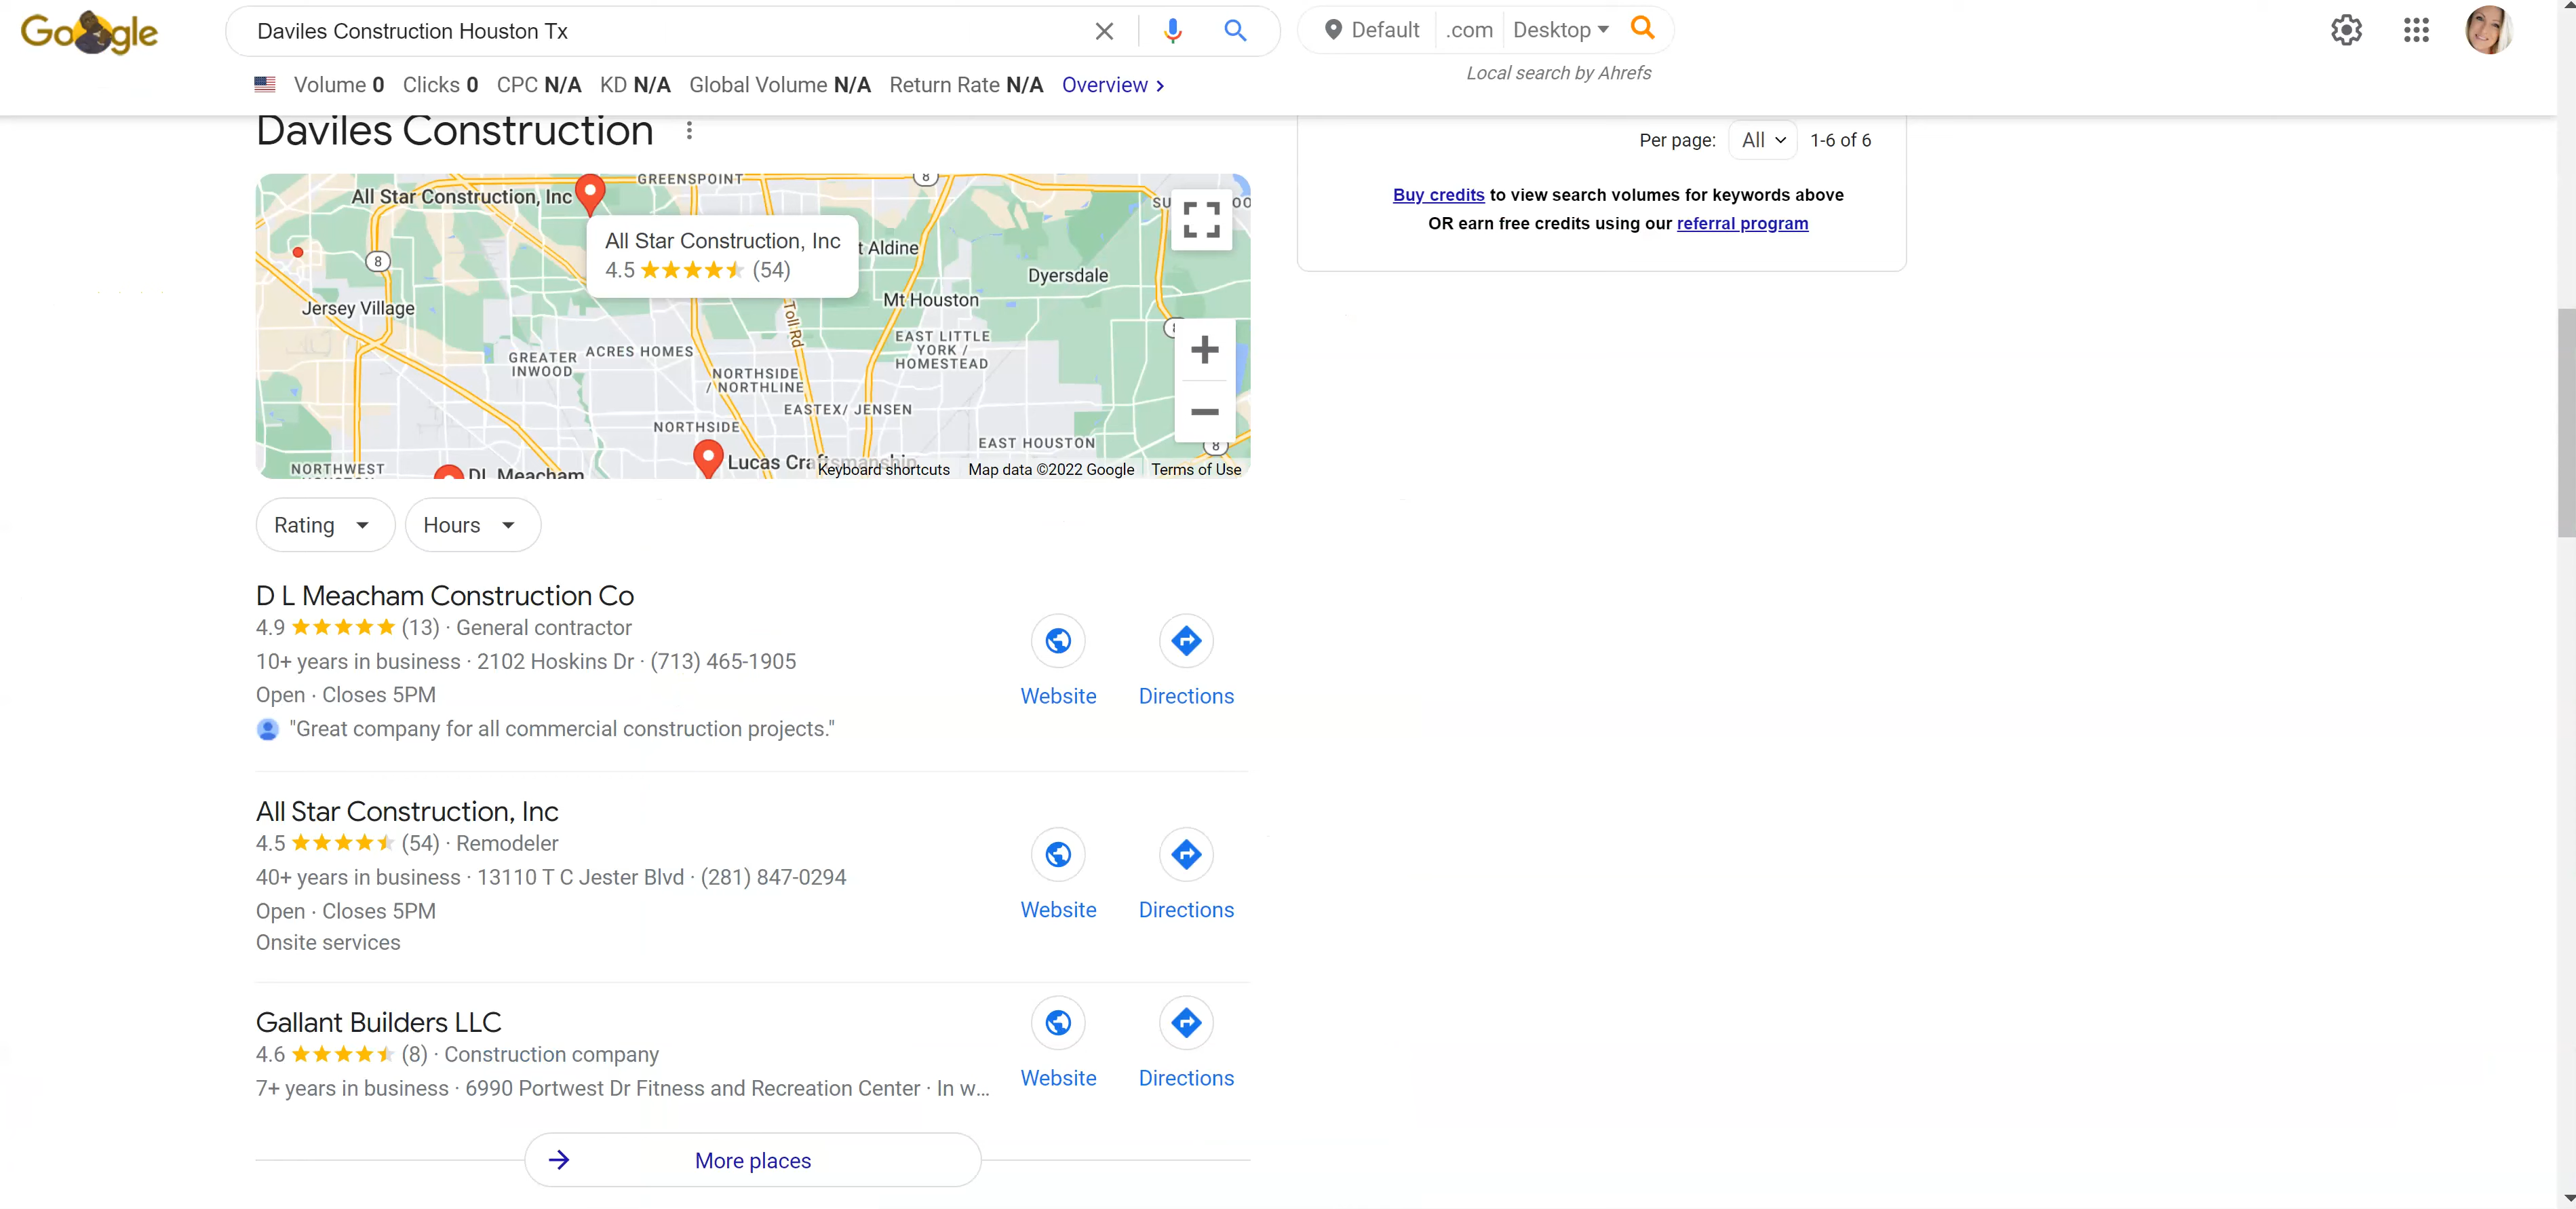 Google
Daviles Construction Houston Tx
Default .com Desktop
Local search by Ahrefs
Volume 0 Clicks 0 CPC N/A KD N/A Global Volume N/A Return Rate N/A Overview >
Daviles Construction
Per page: All 1-6 of 6
Buy credits to view search volumes for keywords above
OR earn free credits using our referral program
GREENSPOINT
8
All Star Construction, Inc
All Star Construction, Inc
4.5 (54)
t Aldine
8
Dyersdale
Mt Houston
Jersey Village
Toll Rd
EAST LITTLE
YORK /
HOMESTEAD
GREATER
INWOOD
ACRES HOMES
NORTHSIDE
/ NORTHLINE
EASTEX/ JENSEN
NORTHSIDE
EAST HOUSTON
8
NORTHWEST
DL Meacham
Lucas Craftsmanship
Keyboard shortcuts Map data ©2022 Google Terms of Use
Rating Hours
D L Meacham Construction Co
4.9 (13) · General contractor
10+ years in business · 2102 Hoskins Dr · (713) 465-1905
Open · Closes 5PM
"Great company for all commercial construction projects."
Website Directions
All Star Construction, Inc
4.5 (54) · Remodeler
40+ years in business · 13110 T C Jester Blvd · (281) 847-0294
Open · Closes 5PM
Onsite services
Website Directions
Gallant Builders LLC
4.6 (8) · Construction company
7+ years in business · 6990 Portwest Dr Fitness and Recreation Center · In w...
Website Directions
More places